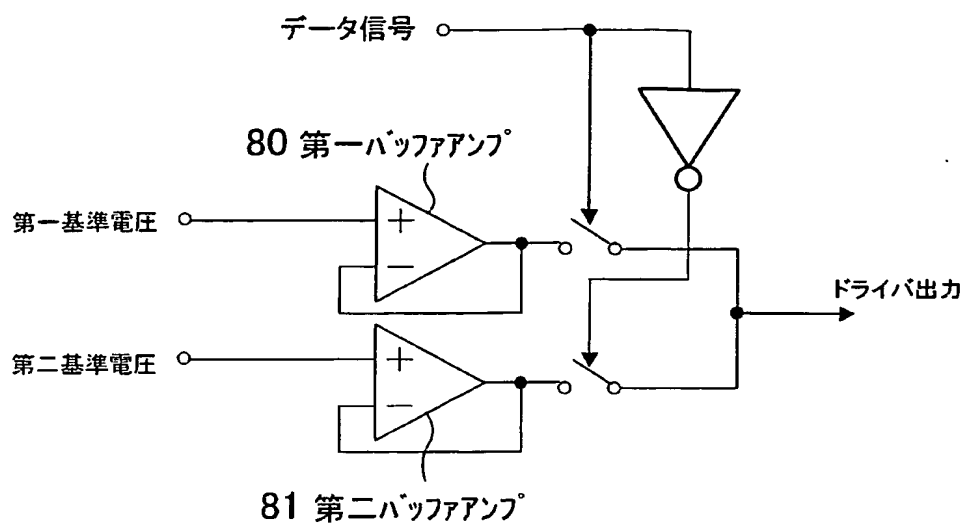 データ信号
80 第一バッファアンプ
第一基準電圧
+
−
ドライバ出力
第二基準電圧
+
−
81 第二バッファアンプ